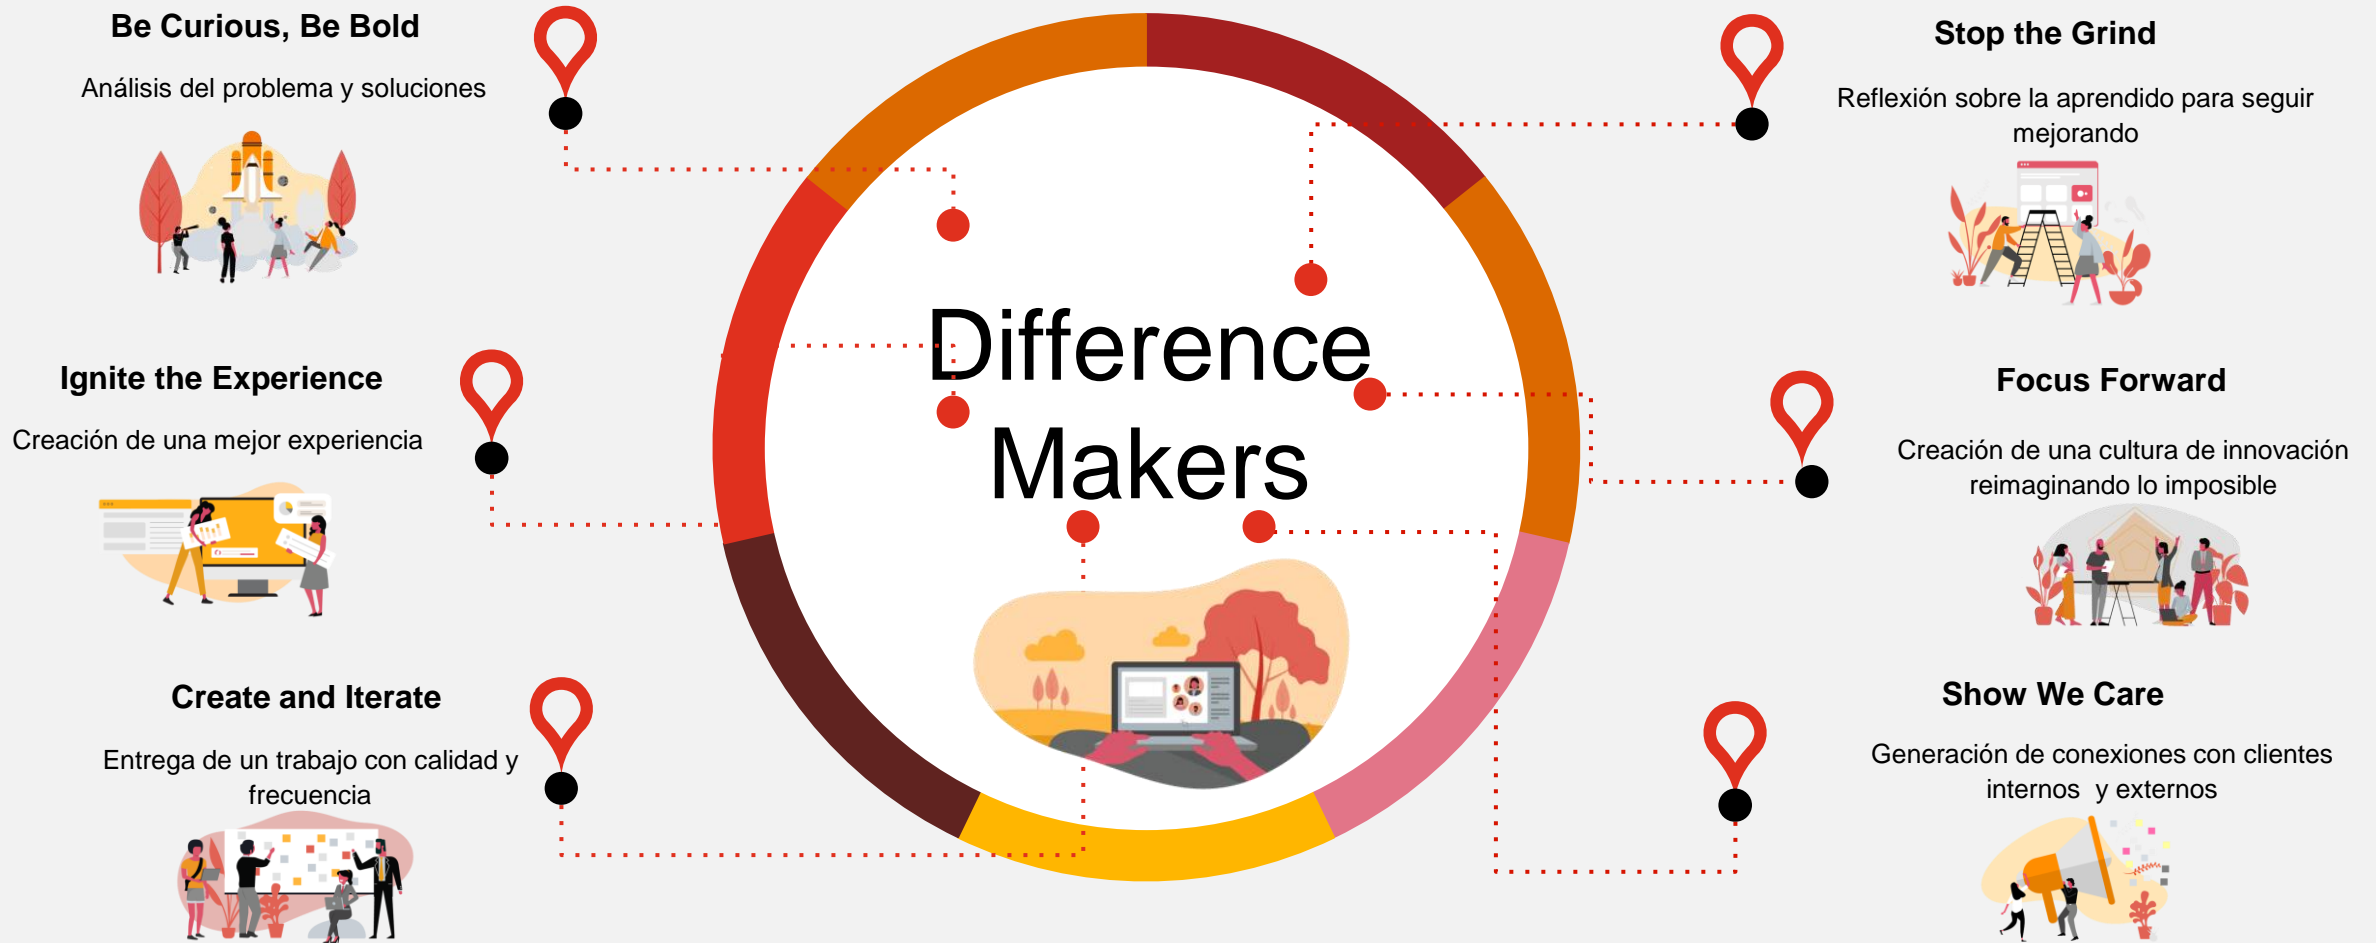 Be Curious, Be Bold
Análisis del problema y soluciones
Ignite the Experience
Creación de una mejor experiencia
Create and Iterate
Entrega de un trabajo con calidad y
frecuencia
Difference
Makers
Stop the Grind
Reflexión sobre la aprendido para seguir
mejorando
Focus Forward
Creación de una cultura de innovación
reimaginando lo imposible
Show We Care
Generación de conexiones con clientes
internos  y externos